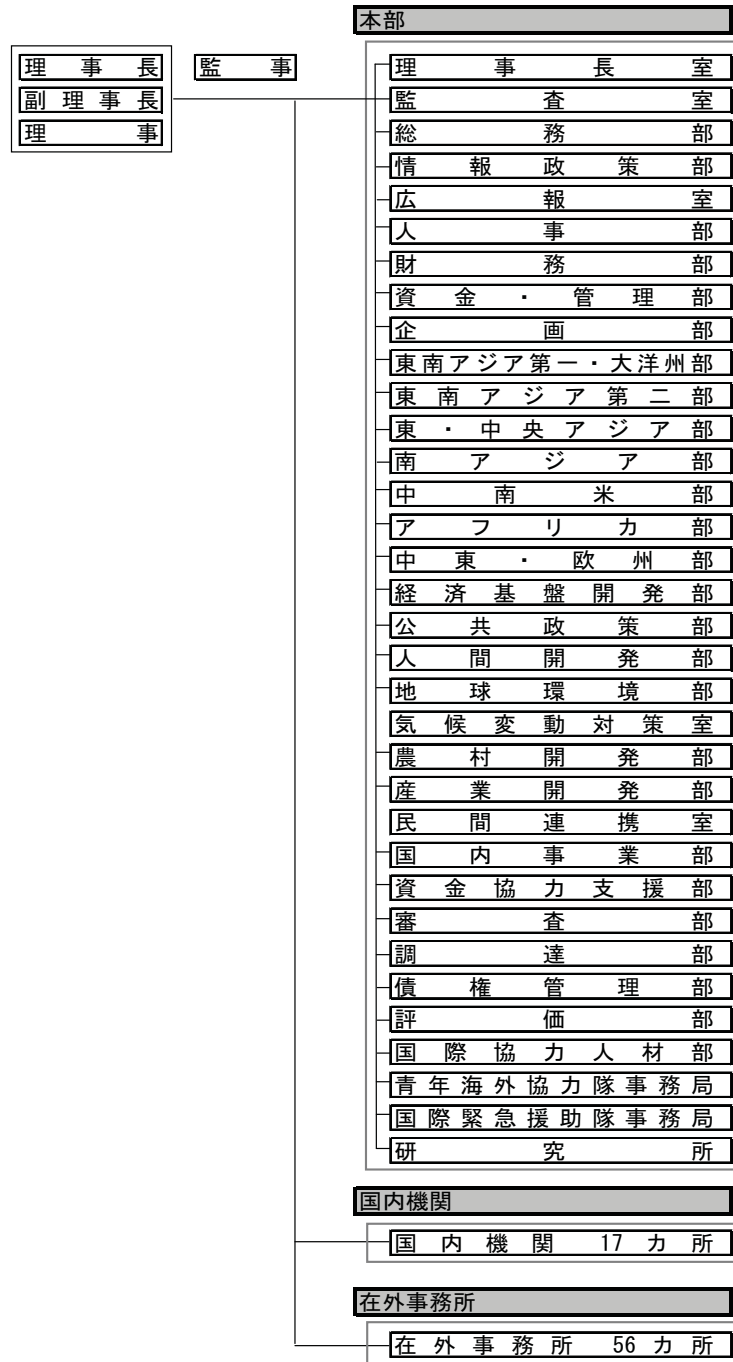 本部
理事長
監事
副理事長
理事
理事長室
監査室
総務部
情報政策部
広報室
人事部
財務部
資金・管理部
企画部
東南アジア第一・大洋州部
東南アジア第二部
東・中央アジア部
南アジア部
中南米部
アフリカ部
中東・欧州部
経済基盤開発部
公共政策部
人間開発部
地球環境部
気候変動対策室
農村開発部
産業開発部
民間連携室
国内事業部
資金協力支援部
審査部
調達部
債権管理部
評価部
国際協力人材部
青年海外協力隊事務局
国際緊急援助隊事務局
研究所
国内機関
国内機関 17カ所
在外事務所
在外事務所 56カ所